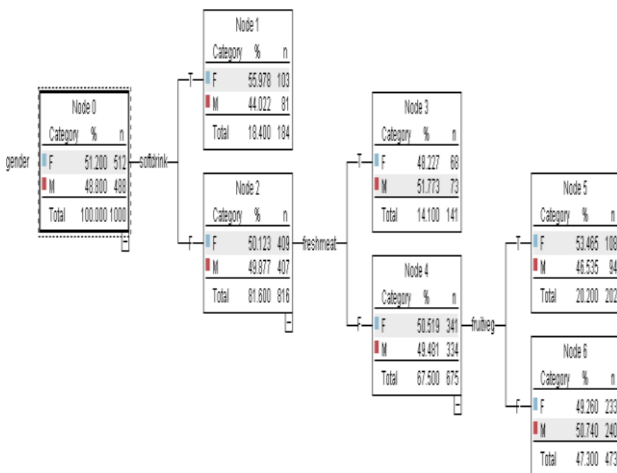 gender
Node 0
Category % n
F 51.200 512
M 48.800 488
Total 100.000 1000
softdrink
T
Node 1
Category % n
F 55.978 103
M 44.022 81
Total 18.400 184
F
Node 2
Category % n
F 50.123 409
M 49.877 407
Total 81.600 816
freshmeat
T
Node 3
Category % n
F 48.227 68
M 51.773 73
Total 14.100 141
F
Node 4
Category % n
F 50.519 341
M 49.481 334
Total 67.500 675
fruitveg
T
Node 5
Category % n
F 53.465 108
M 46.535 94
Total 20.200 202
F
Node 6
Category % n
F 49.260 233
M 50.740 240
Total 47.300 473